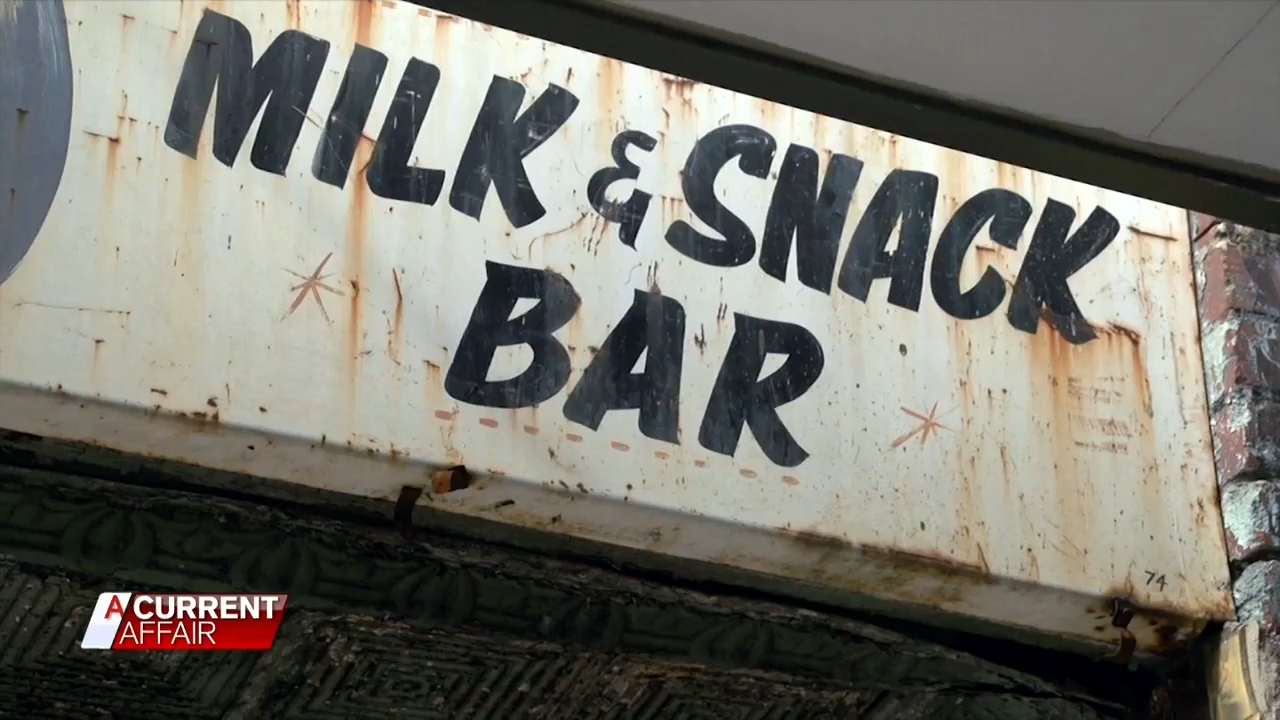 MILK & SNACK
BAR
74
A CURRENT
AFFAIR